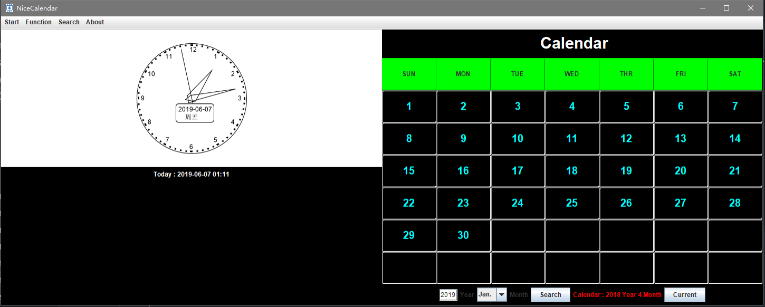 NiceCalendar
Start Function Search About
12
1
2
3
4
5
6
7
8
9
10
11
2019-06-07
周五
Today : 2019-06-07 01:11
Calendar
SUN MON TUE WED THR FRI SAT
1 2 3 4 5 6 7
8 9 10 11 12 13 14
15 16 17 18 19 20 21
22 23 24 25 26 27 28
29 30
2019 Year Jan. Month Search Calendar : 2018 Year 4 Month Current